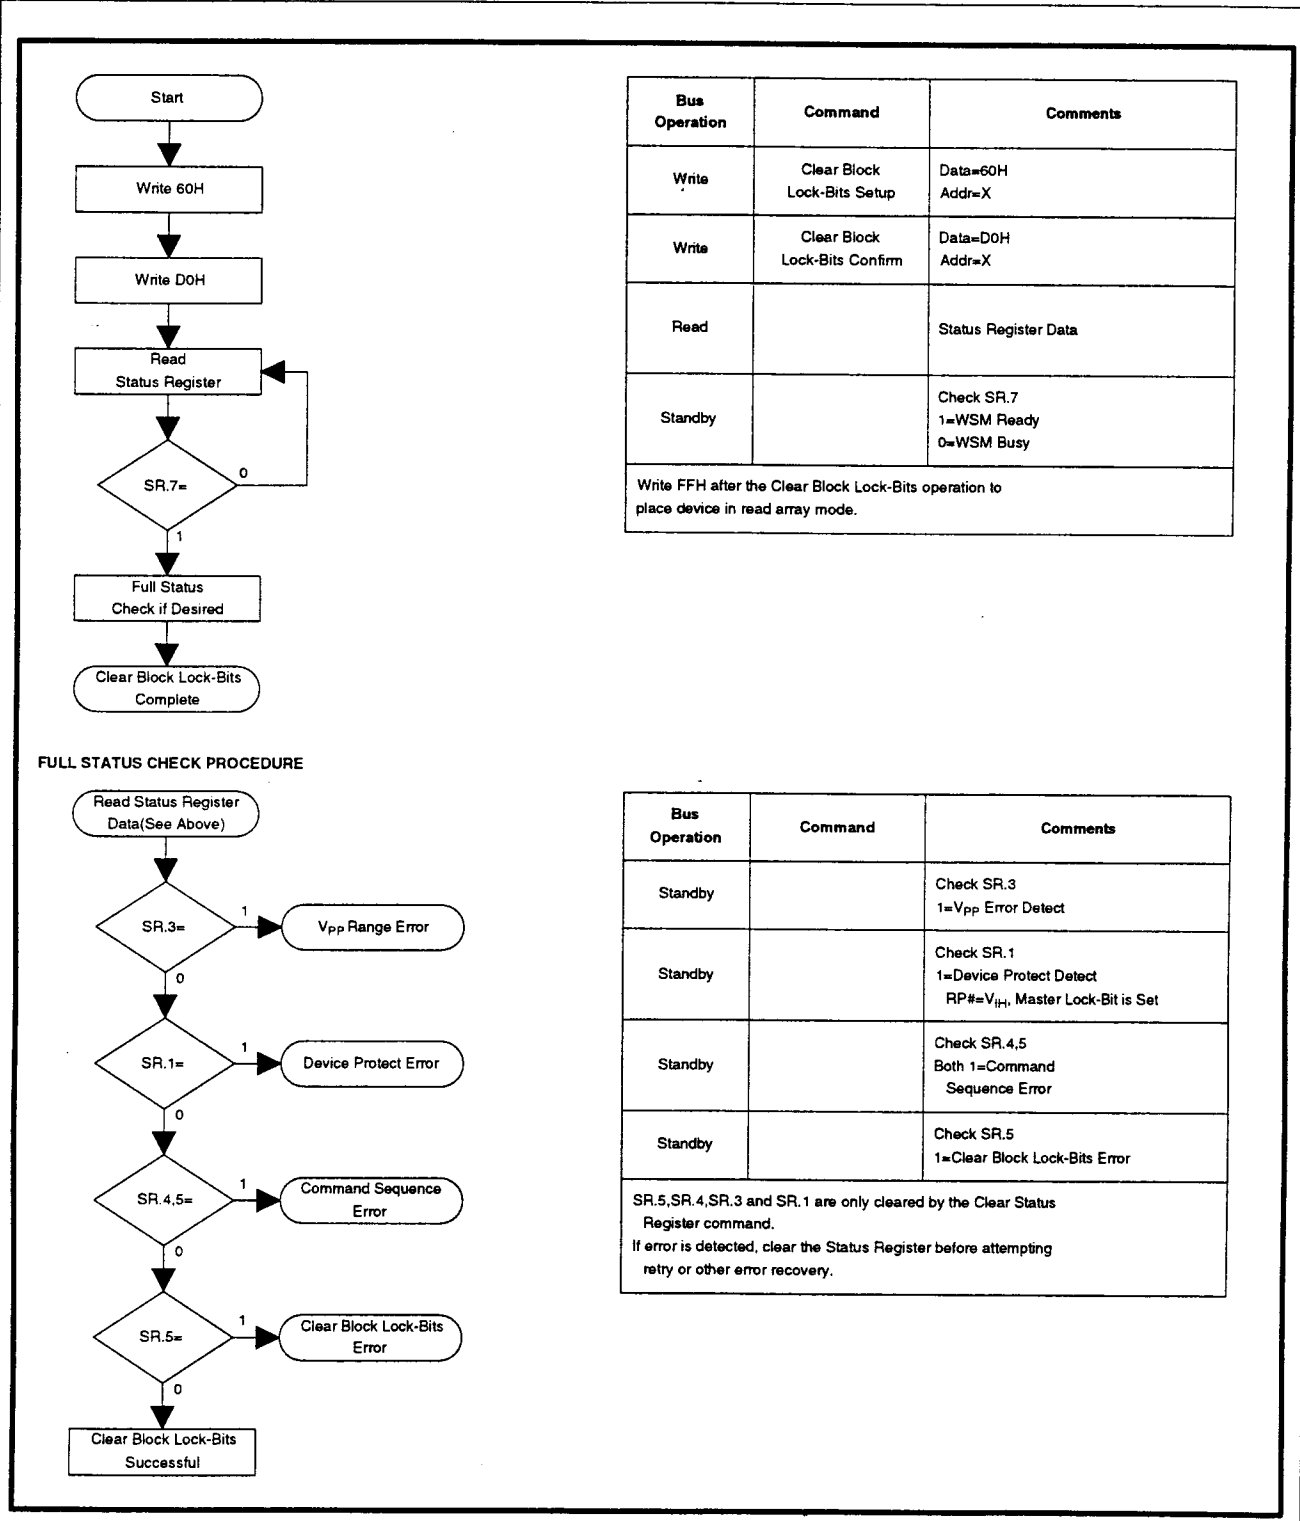 Start
Write 60H
Write D0H
Read
Status Register
SR.7=
0
1
Full Status
Check if Desired
Clear Block Lock-Bits
Complete
Bus
Operation
Command
Comments
Write
Clear Block
Lock-Bits Setup
Data=60H
Addr=X
Write
Clear Block
Lock-Bits Confirm
Data=D0H
Addr=X
Read
Status Register Data
Standby
Check SR.7
1=WSM Ready
0=WSM Busy
Write FFH after the Clear Block Lock-Bits operation to
place device in read array mode.
FULL STATUS CHECK PROCEDURE
Read Status Register
Data(See Above)
SR.3=
1
VPP Range Error
0
SR.1=
1
Device Protect Error
0
SR.4,5=
1
Command Sequence
Error
0
SR.5=
1
Clear Block Lock-Bits
Error
0
Clear Block Lock-Bits
Successful
Bus
Operation
Command
Comments
Standby
Check SR.3
1=VPP Error Detect
Standby
Check SR.1
1=Device Protect Detect
RP#=VIH, Master Lock-Bit is Set
Standby
Check SR.4,5
Both 1=Command
Sequence Error
Standby
Check SR.5
1=Clear Block Lock-Bits Error
SR.5,SR.4,SR.3 and SR.1 are only cleared by the Clear Status
Register command.
If error is detected, clear the Status Register before attempting
retry or other error recovery.